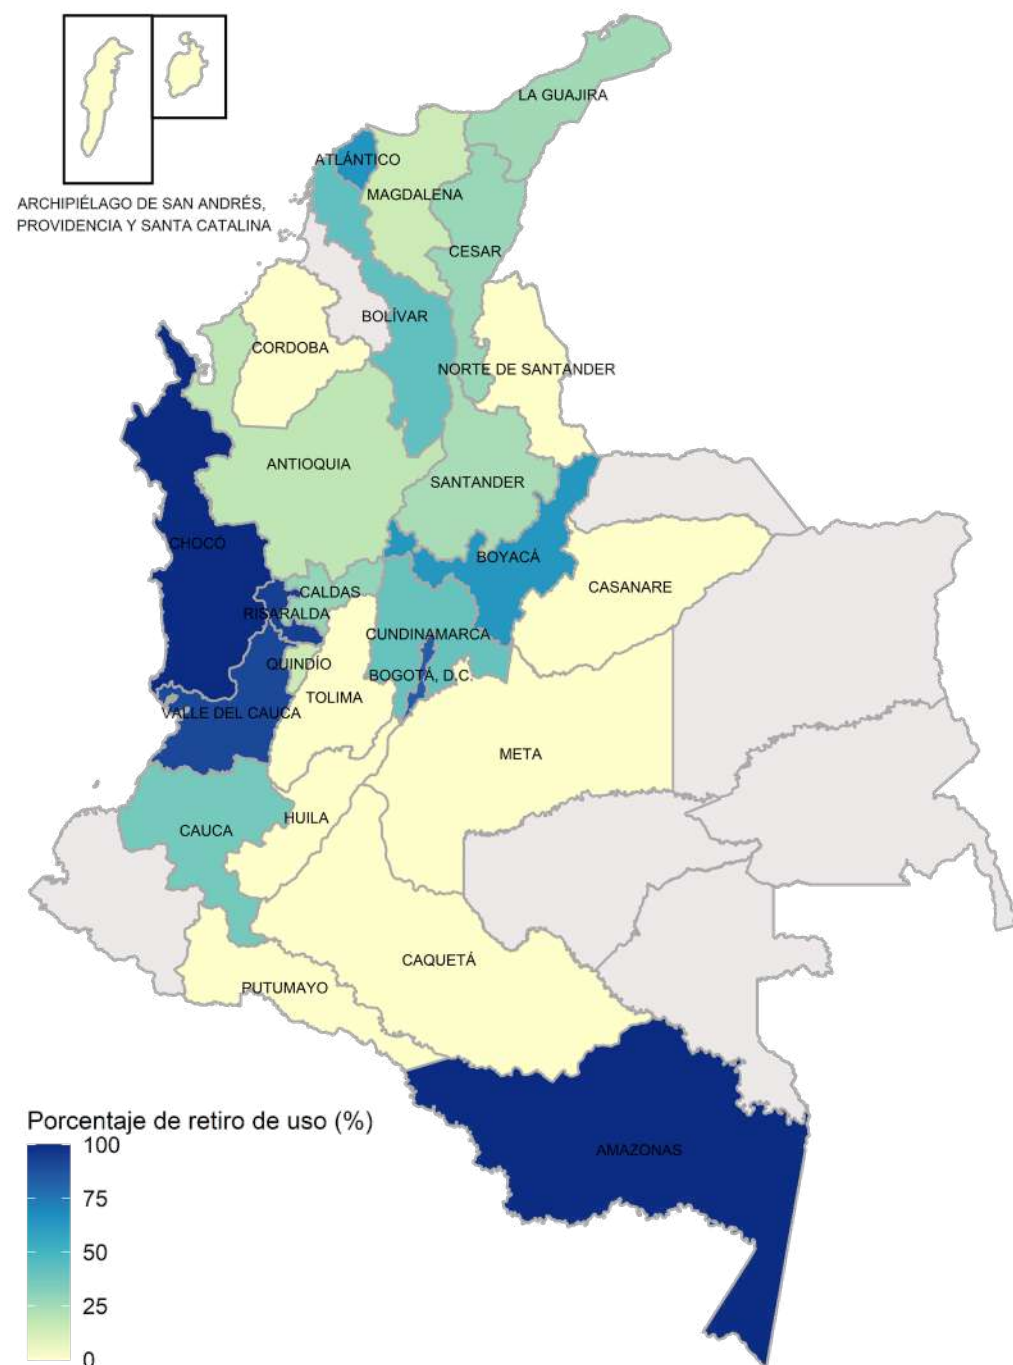 LA GUAJIRA
ATLÁNTICO
MAGDALENA
ARCHIPIÉLAGO DE SAN ANDRÉS,
PROVIDENCIA Y SANTA CATALINA
CESAR
BOLÍVAR
CORDOBA
NORTE DE SANTANDER
ANTIOQUIA
SANTANDER
CHOCÓ
BOYACÁ
CASANARE
CALDAS
RISARALDA
CUNDINAMARCA
QUINDÍO
BOGOTÁ, D.C.
TOLIMA
VALLE DEL CAUCA
META
HUILA
CAUCA
CAQUETÁ
PUTUMAYO
AMAZONAS
Porcentaje de retiro de uso (%)
100
75
50
25
0